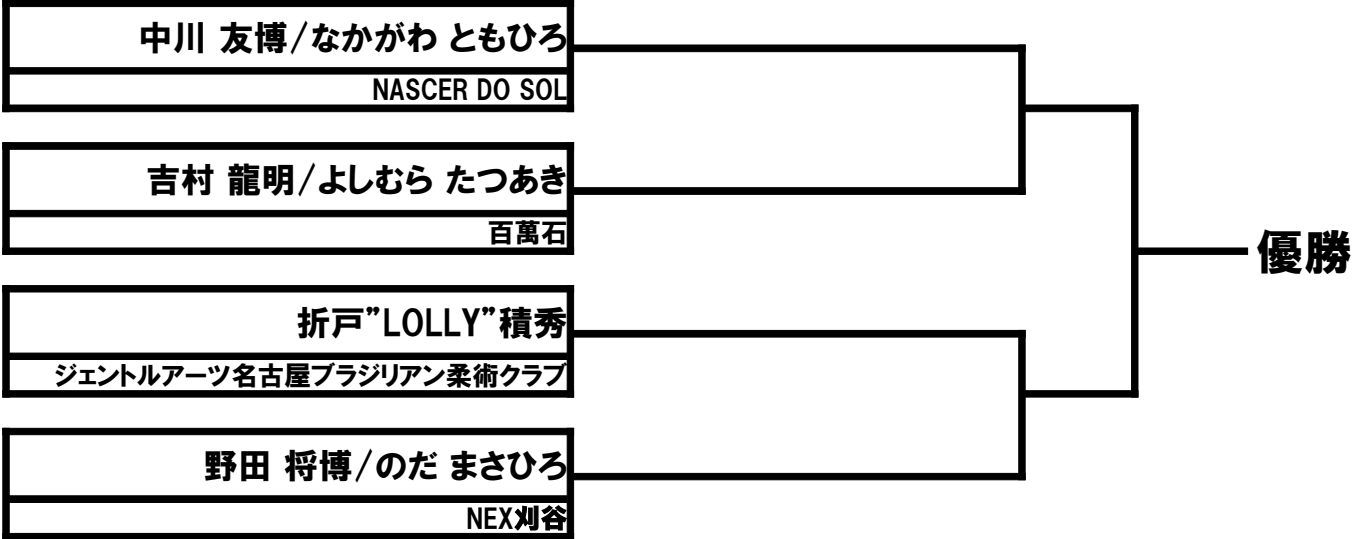 中川 友博/なかがわ ともひろ
NASCER DO SOL
吉村 龍明/よしむら たつあき
百萬石
折戸”LOLLY”積秀
ジェントルアーツ名古屋ブラジリアン柔術クラブ
野田 将博/のだ まさひろ
NEX刈谷
優勝